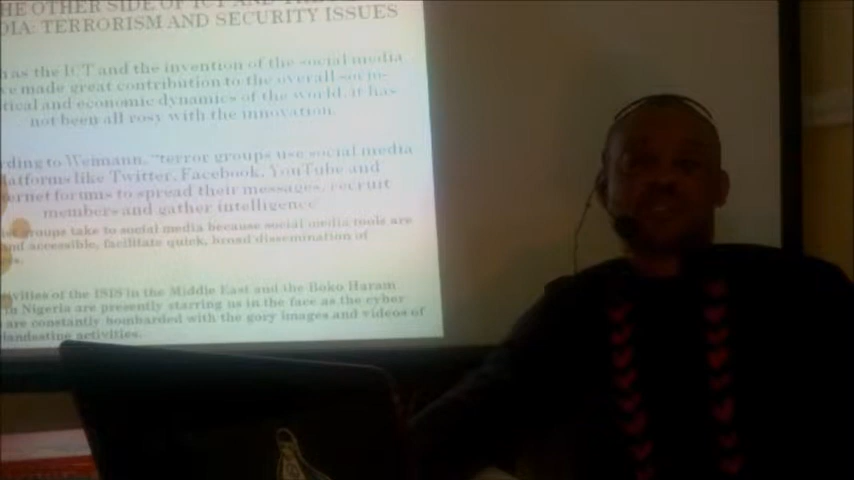 HE OTHER SIDE OF ICT AND THE
DIA: TERRORISM AND SECURITY ISSUES
h as the ICT and the invention of the social media
ve made great contribution to the overall socio-
tical and economic dynamics of the world, it has
not been all rosy with the innovation.
rding to Weimann, "terror groups use social media
latforms like Twitter, Facebook, YouTube and
ernet forums to spread their messages, recruit
members and gather intelligence"
groups take to social media because social media tools are
and accessible, facilitate quick, broad dissemination of
s.
tivities of the ISIS in the Middle East and the Boko Haram
in Nigeria are presently starring us in the face as the cyber
are constantly bombarded with the gory images and videos of
clandestine activities.